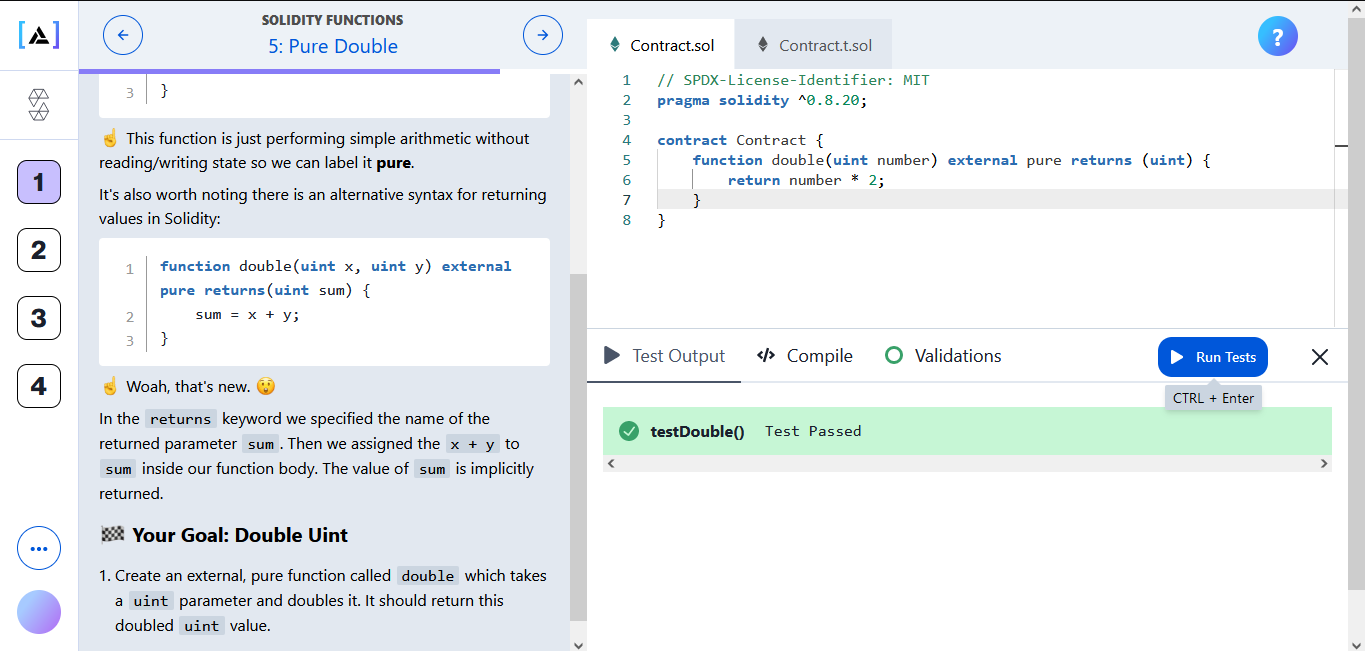 SOLIDITY FUNCTIONS
5: Pure Double
1
2
3
4
3 }
☝️ This function is just performing simple arithmetic without
reading/writing state so we can label it pure.
It's also worth noting there is an alternative syntax for returning
values in Solidity:
1 function double(uint x, uint y) external
pure returns(uint sum) {
2 sum = x + y;
3 }
☝️ Woah, that's new. 😲
In the returns keyword we specified the name of the
returned parameter sum. Then we assigned the x + y to
sum inside our function body. The value of sum is implicitly
returned.
🏁 Your Goal: Double Uint
1. Create an external, pure function called double which takes
a uint parameter and doubles it. It should return this
doubled uint value.
Contract.sol
Contract.t.sol
?
1 // SPDX-License-Identifier: MIT
2 pragma solidity ^0.8.20;
3
4 contract Contract {
5 function double(uint number) external pure returns (uint) {
6 return number * 2;
7 }
8 }
Test Output
</> Compile
Validations
Run Tests
CTRL + Enter
testDouble() Test Passed